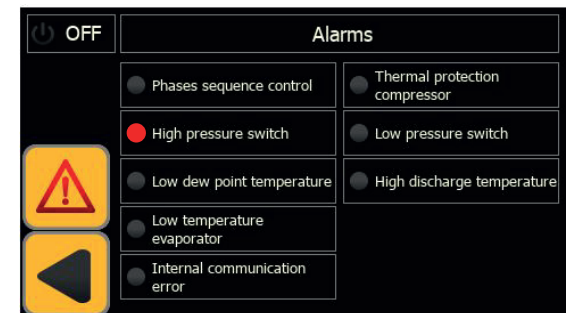 OFF
Alarms
Phases sequence control
Thermal protection
compressor
High pressure switch
Low pressure switch
Low dew point temperature
High discharge temperature
Low temperature
evaporator
Internal communication
error